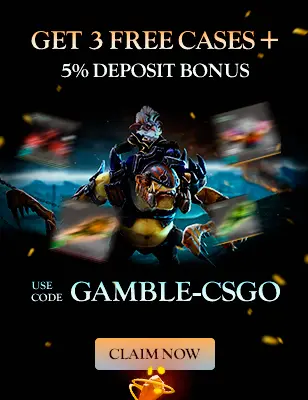 GET 3 FREE CASES +
5% DEPOSIT BONUS
USE
CODE GAMBLE-CSGO
CLAIM NOW